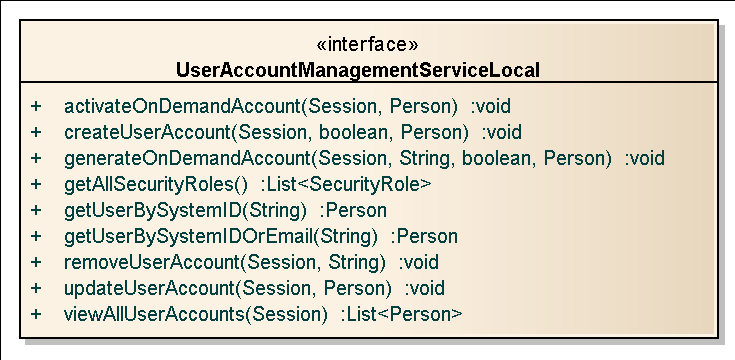 «interface»
UserAccountManagementServiceLocal
+ activateOnDemandAccount(Session, Person) :void
+ createUserAccount(Session, boolean, Person) :void
+ generateOnDemandAccount(Session, String, boolean, Person) :void
+ getAllSecurityRoles() :List<SecurityRole>
+ getUserBySystemID(String) :Person
+ getUserBySystemIDOrEmail(String) :Person
+ removeUserAccount(Session, String) :void
+ updateUserAccount(Session, Person) :void
+ viewAllUserAccounts(Session) :List<Person>